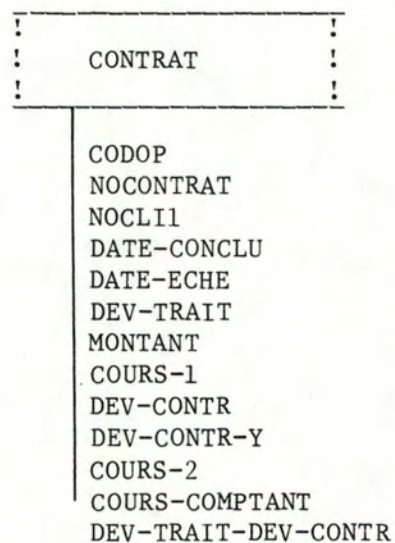 CONTRAT
CODOP
NOCONTRAT
NOCLI1
DATE-CONCLU
DATE-ECHE
DEV-TRAIT
MONTANT
COURS-1
DEV-CONTR
DEV-CONTR-Y
COURS-2
COURS-COMPTANT
DEV-TRAIT-DEV-CONTR